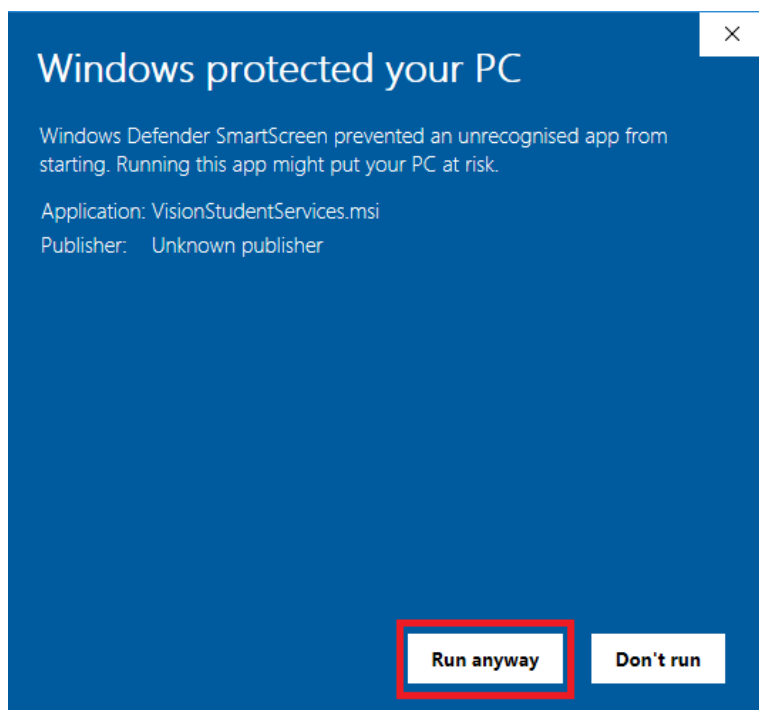 Windows protected your PC
Windows Defender SmartScreen prevented an unrecognised app from
starting. Running this app might put your PC at risk.
Application: VisionStudentServices.msi
Publisher: Unknown publisher
Run anyway
Don't run